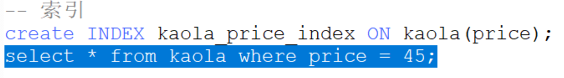 -- 索引
create INDEX kaola_price_index ON kaola(price);
select * from kaola where price = 45;